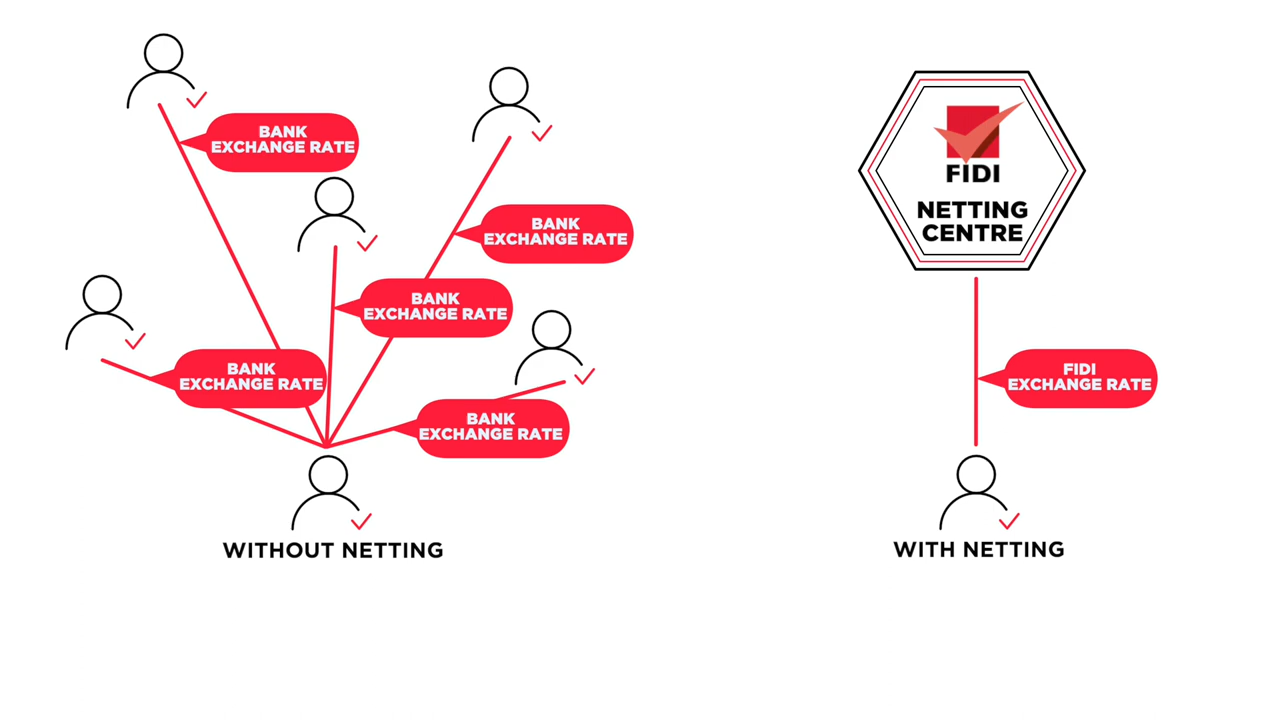 BANK
EXCHANGE RATE
BANK
EXCHANGE RATE
BANK
EXCHANGE RATE
BANK
EXCHANGE RATE
BANK
EXCHANGE RATE
WITHOUT NETTING
FIDI
NETTING
CENTRE
FIDI
EXCHANGE RATE
WITH NETTING